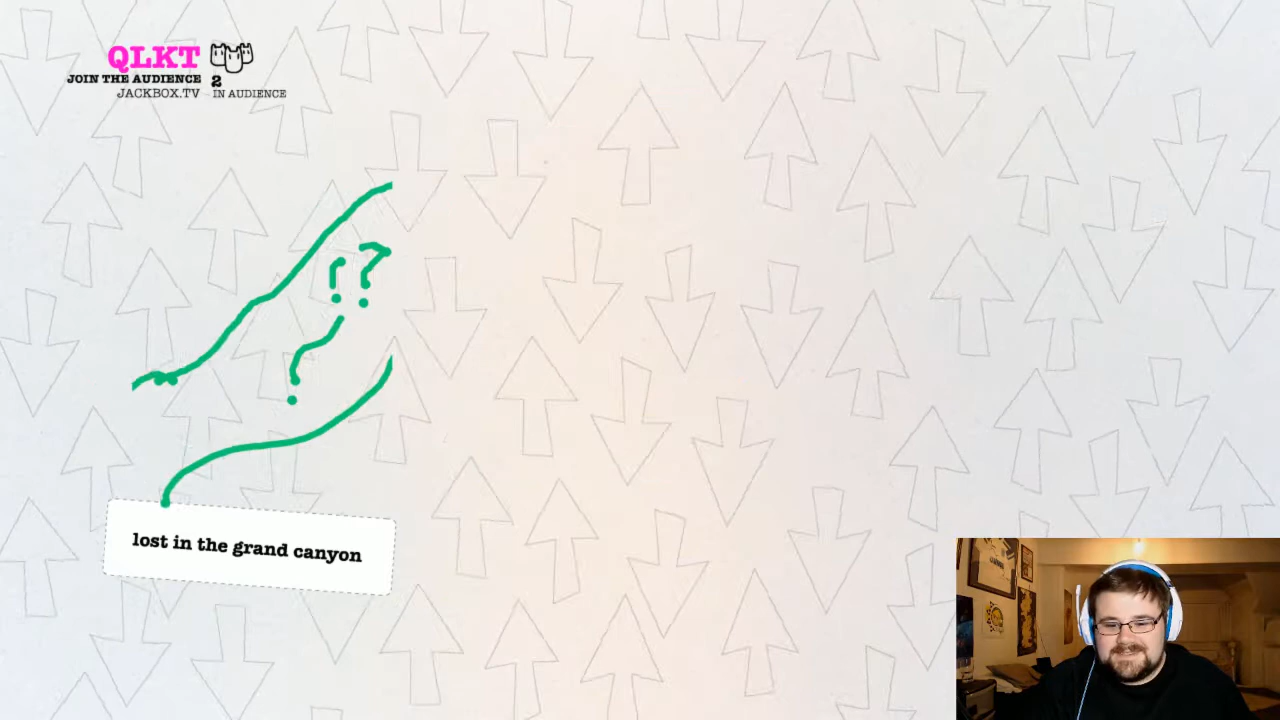 QLKT
JOIN THE AUDIENCE 2
JACKBOX.TV IN AUDIENCE
? ?
?
lost in the grand canyon